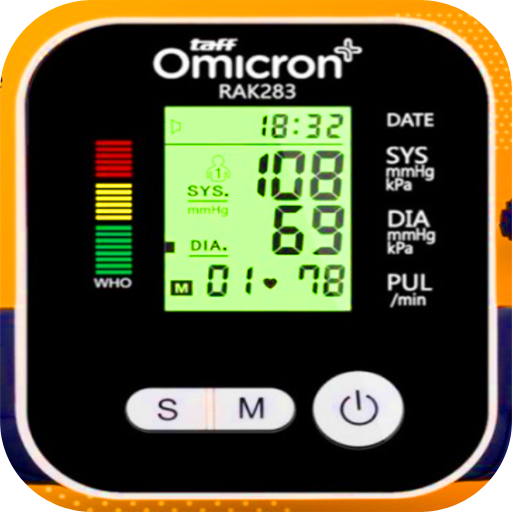 taff
Omicron+
RAK283
18:32
DATE
1
SYS.
mmHg
108
SYS
mmHg
kPa
DIA.
69
DIA
mmHg
kPa
WHO
M
01
78
PUL
/min
S
M